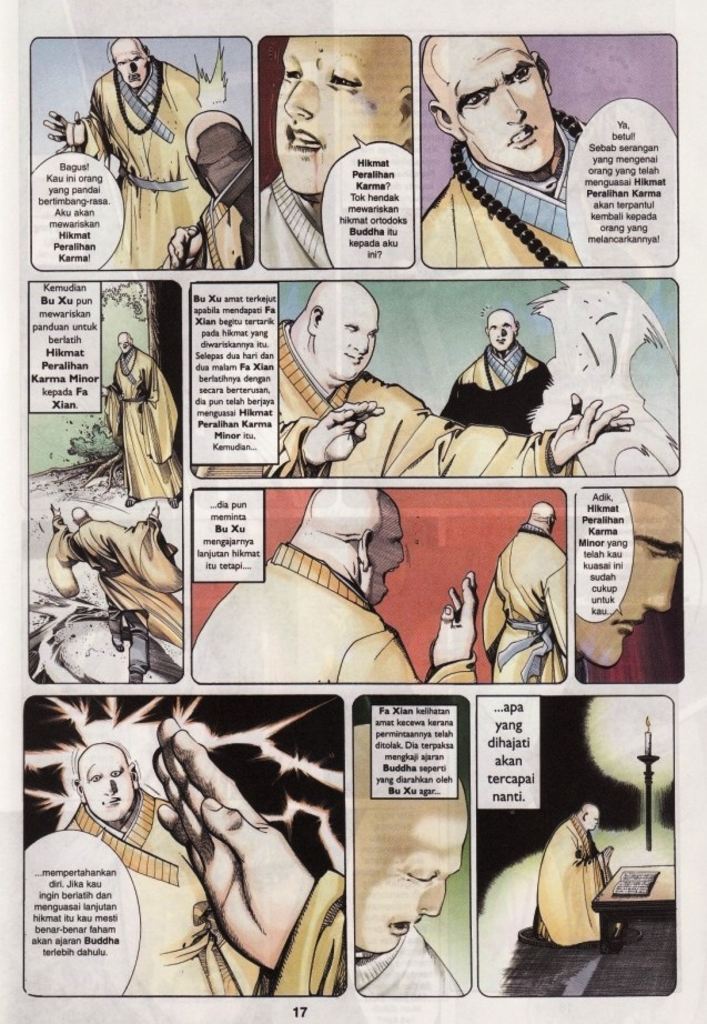 Bagus!
Kau ini orang
yang pandai
bertimbang-rasa.
Aku akan
mewariskan
Hikmat
Peralihan
Karma!
Hikmat
Peralihan
Karma?
Tok hendak
mewariskan
hikmat ortodoks
Buddha itu
kepada aku
ini?
Ya,
betul!
Sebab serangan
yang mengenai
orang yang telah
menguasai Hikmat
Peralihan Karma
akan terpantul
kembali kepada
orang yang
melancarkannya!
Kemudian
Bu Xu pun
mewariskan
panduan untuk
berlatih
Hikmat
Peralihan
Karma Minor
kepada Fa
Xian.
Bu Xu amat terkejut
apabila mendapati Fa
Xian begitu tertarik
pada hikmat yang
diwariskannya itu.
Selepas dua hari dan
dua malam Fa Xian
berlatihnya dengan
secara berterusan,
dia pun telah berjaya
menguasai Hikmat
Peralihan Karma
Minor itu,
Kemudian...
...dia pun
meminta
Bu Xu
mengajarnya
lanjutan hikmat
itu tetapi....
Adik,
Hikmat
Peralihan
Karma
Minor yang
telah kau
kuasai ini
sudah
cukup
untuk
kau...
...mempertahankan
diri. Jika kau
ingin berlatih dan
menguasai lanjutan
hikmat itu kau mesti
benar-benar faham
akan ajaran Buddha
terlebih dahulu.
Fa Xian kelihatan
amat kecewa kerana
permintaannya telah
ditolak. Dia terpaksa
mengkaji ajaran
Buddha seperti
yang diarahkan oleh
Bu Xu agar...
...apa
yang
dihajati
akan
tercapai
nanti.
17